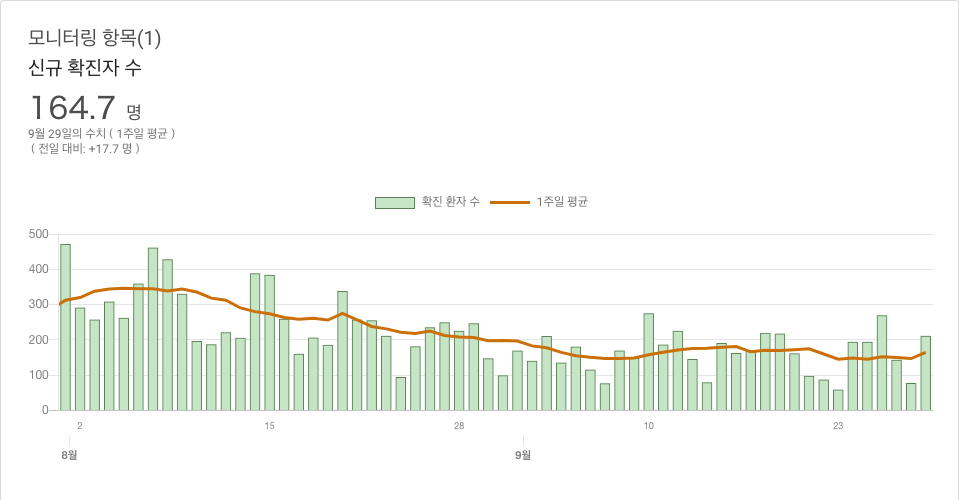 모니터링 항목(1)
신규 확진자 수
164.7 명
9월 29일의 수치 ( 1주일 평균 )
( 전일 대비: +17.7 명 )
확진 환자 수 1주일 평균
500
400
300
200
100
0
2 15 28 10 23
8월 9월